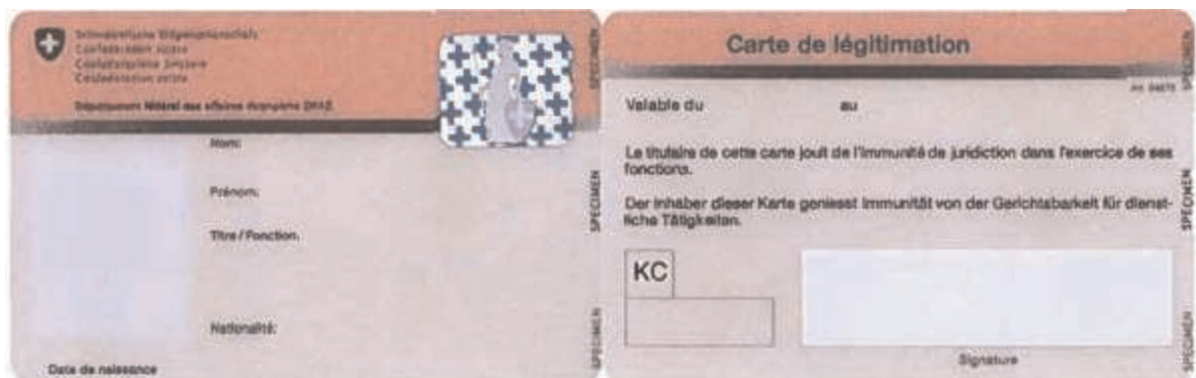 Schweizerische Eidgenossenschaft
Confédération suisse
Confederazione Svizzera
Confederaziun svizra
Département fédéral des affaires étrangères DFAE
Nom:
Prénom:
Titre / Fonction.
Nationalité:
Date de naissance
SPECIMEN
SPECIMEN
SPECIMEN
Carte de légitimation
Valable du au
Le titulaire de cette carte jouit de l'immunité de juridiction dans l'exercice de ses
fonctions.
Der Inhaber dieser Karte geniesst Immunität von der Gerichtsbarkeit für dienst-
liche Tätigkeiten.
KC
Signature
SPECIMEN
SPECIMEN
SPECIMEN